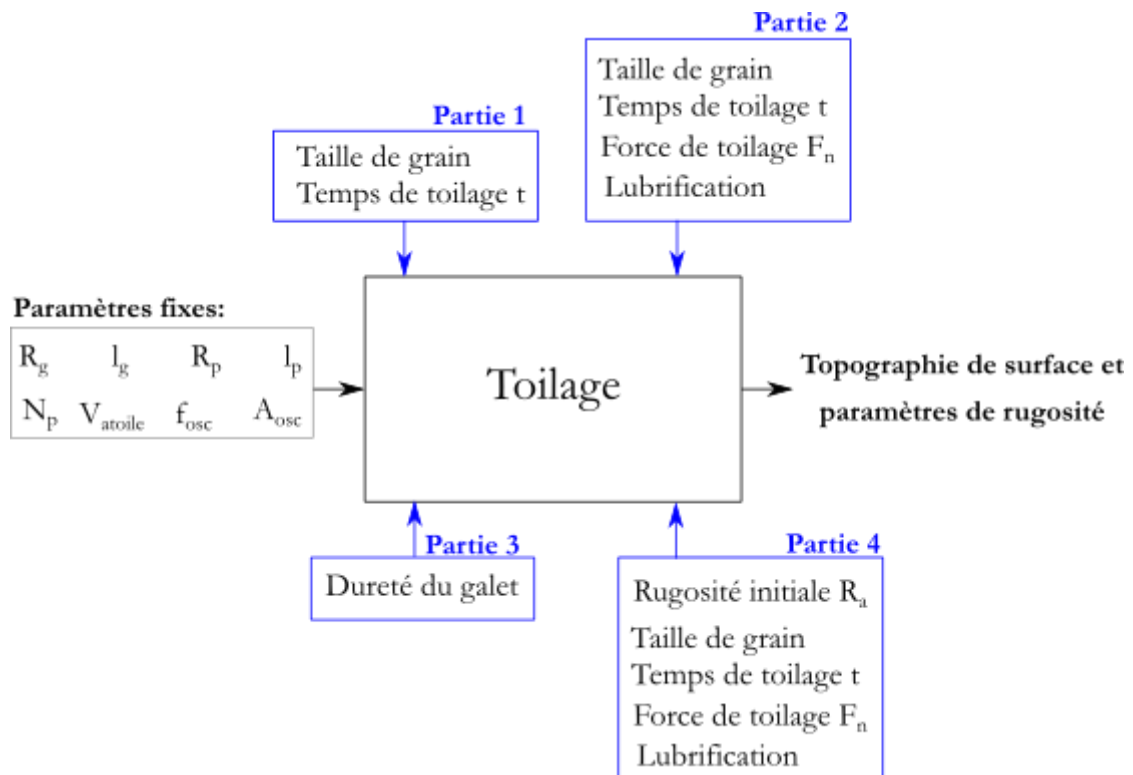 Partie 2
Taille de grain
Temps de toilage t
Force de toilage Fn
Lubrification
Partie 1
Taille de grain
Temps de toilage t
Paramètres fixes:
Rg lg Rp lp
Np Vatoile fosc Aosc
Toilage
Topographie de surface et
paramètres de rugosité
Partie 3
Dureté du galet
Partie 4
Rugosité initiale Ra
Taille de grain
Temps de toilage t
Force de toilage Fn
Lubrification